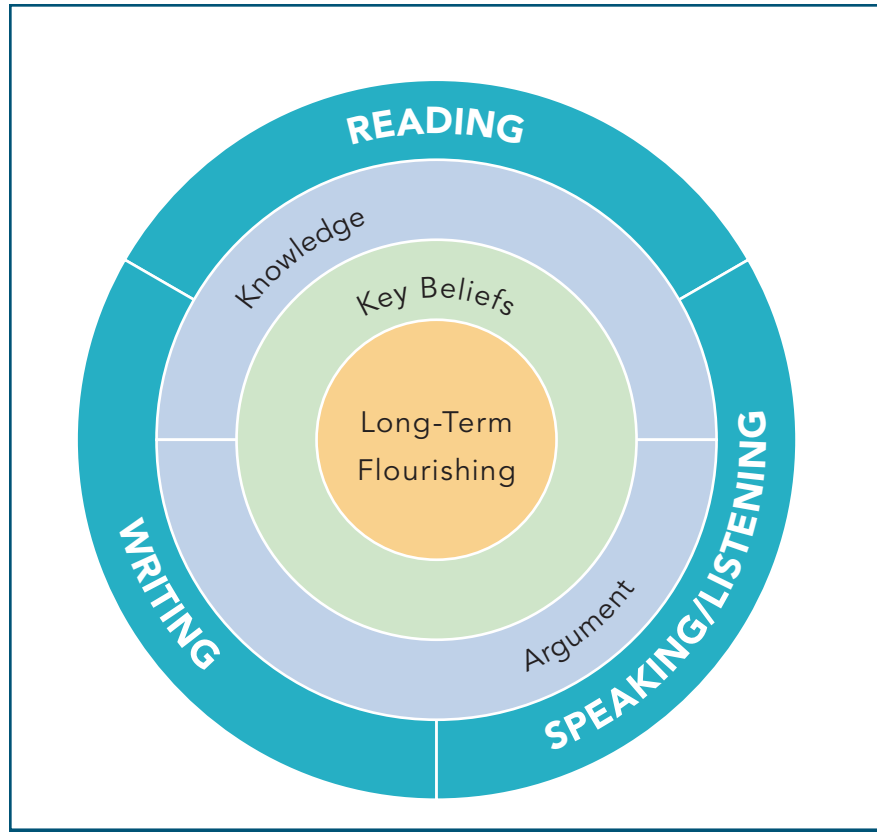 READING
Knowledge
Key Beliefs
Long-Term
Flourishing
WRITING
Argument
SPEAKING/LISTENING